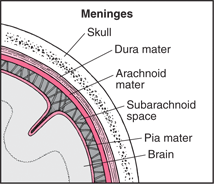 Meninges
Skull
Dura mater
Arachnoid
mater
Subarachnoid
space
Pia mater
Brain